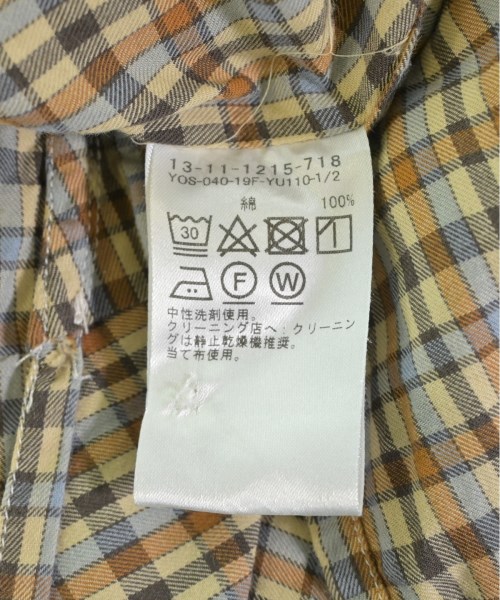 13-11-1215-718
YOS-040-19F-YU110-1/2
綿 100%
30
F W
中性洗剤使用。
クリーニング店へ:クリーニン
グは静止乾燥機推奨。
当て布使用。